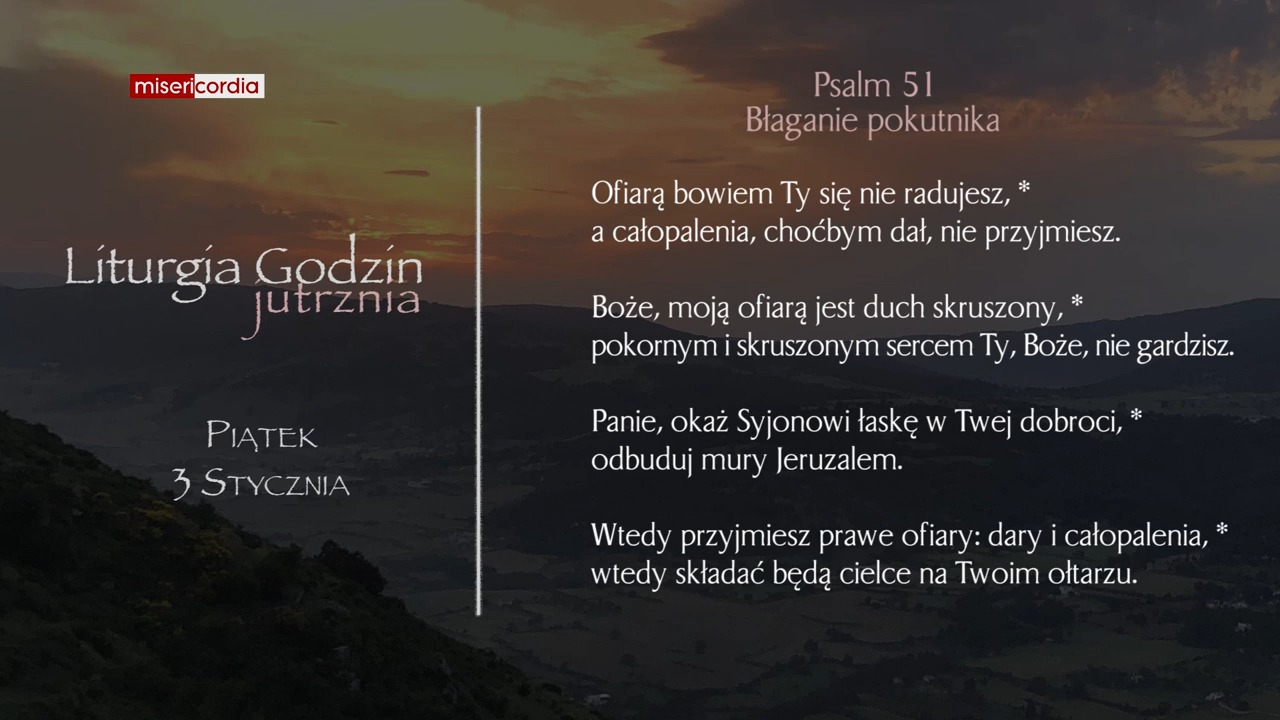 misericordia
Liturgia Godzin
jutrznia
Piątek
3 Stycznia
Psalm 51
Błaganie pokutnika
Ofiarą bowiem Ty się nie radujesz, *
a całopalenia, choćbym dał, nie przyjmiesz.
Boże, moją ofiarą jest duch skruszony, *
pokornym i skruszonym sercem Ty, Boże, nie gardzisz.
Panie, okaż Syjonowi łaskę w Twej dobroci, *
odbuduj mury Jeruzalem.
Wtedy przyjmiesz prawe ofiary: dary i całopalenia, *
wtedy składać będą cielce na Twoim ołtarzu.